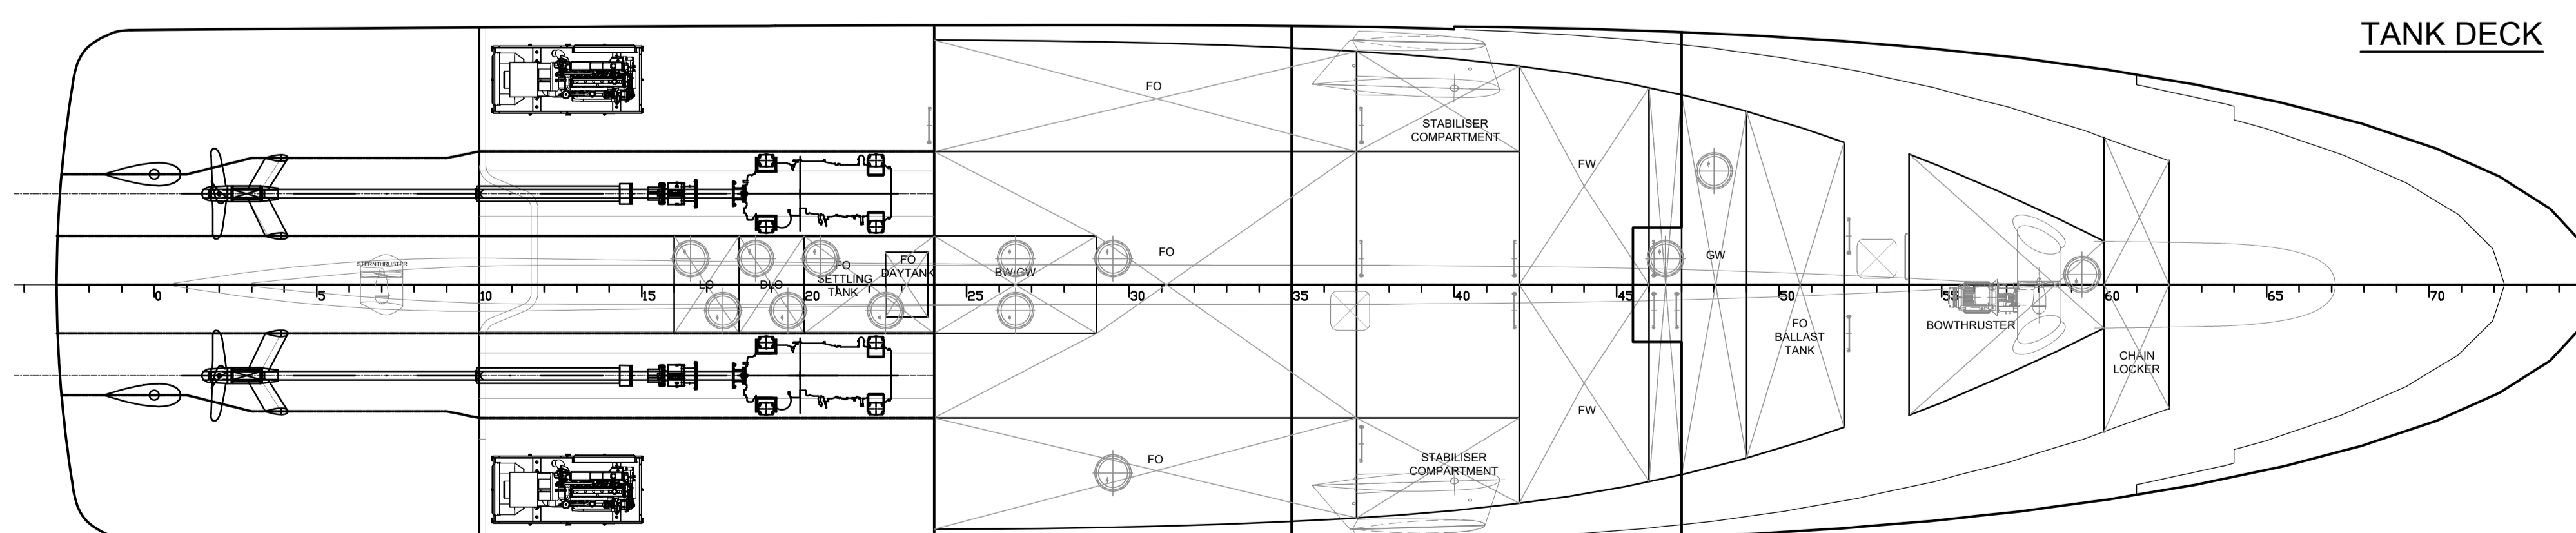 TANK DECK
FO
STABILISER
COMPARTMENT
FW
FO
GW
STERNTHRUSTER
FO
SETTLING
TANK
FO
DAYTANK
BW/GW
LO
DLO
0 5 10 15 20 25 30 35 40 45 50 55 60 65 70
FO
BALLAST
TANK
BOWTHRUSTER
CHAIN
LOCKER
FW
FO
STABILISER
COMPARTMENT